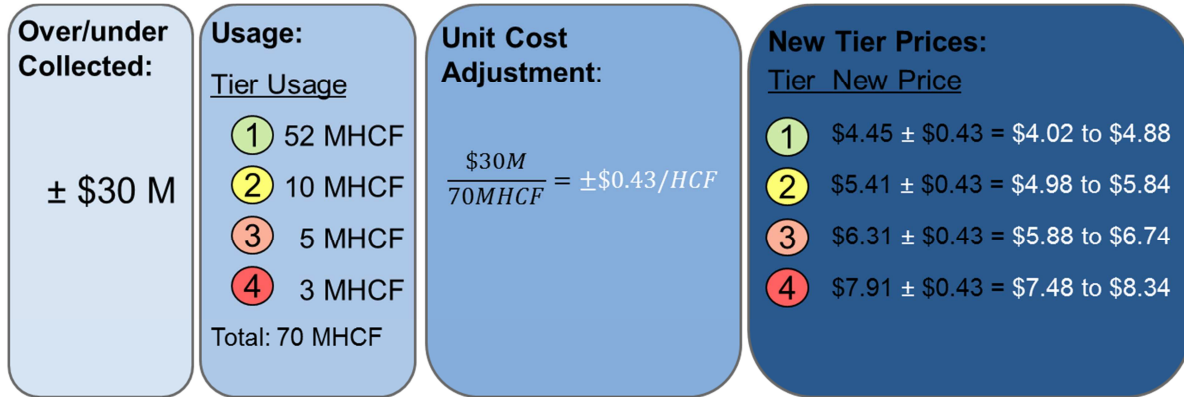 Over/under
Collected:
± $30 M
Usage:
Tier Usage
1 52 MHCF
2 10 MHCF
3 5 MHCF
4 3 MHCF
Total: 70 MHCF
Unit Cost
Adjustment:
$30M
70MHCF = ±$0.43/HCF
New Tier Prices:
Tier New Price
1 $4.45 ± $0.43 = $4.02 to $4.88
2 $5.41 ± $0.43 = $4.98 to $5.84
3 $6.31 ± $0.43 = $5.88 to $6.74
4 $7.91 ± $0.43 = $7.48 to $8.34